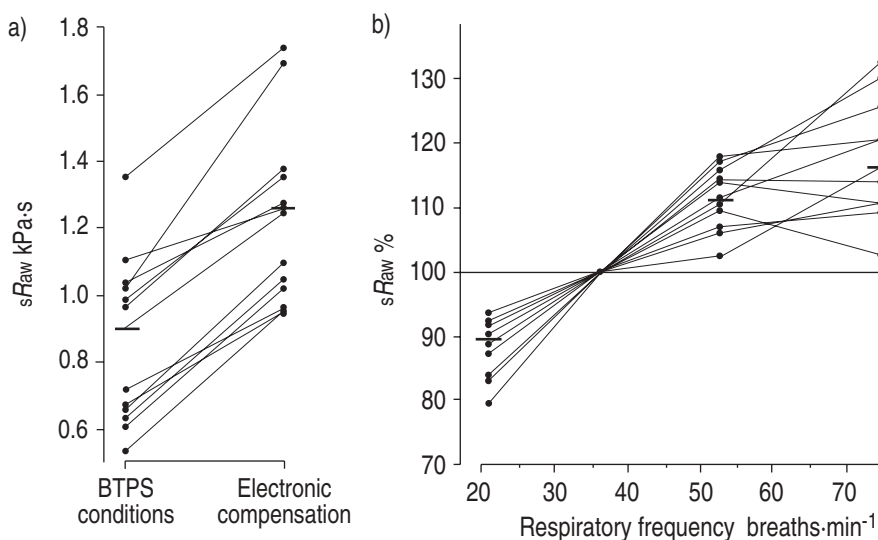 a)
1.8
1.6
1.4
1.2
1.0
0.8
0.6
sRaw kPa·s
BTPS conditions
Electronic compensation
b)
130
120
110
100
90
80
70
sRaw %
20 30 40 50 60 70
Respiratory frequency breaths·min-1